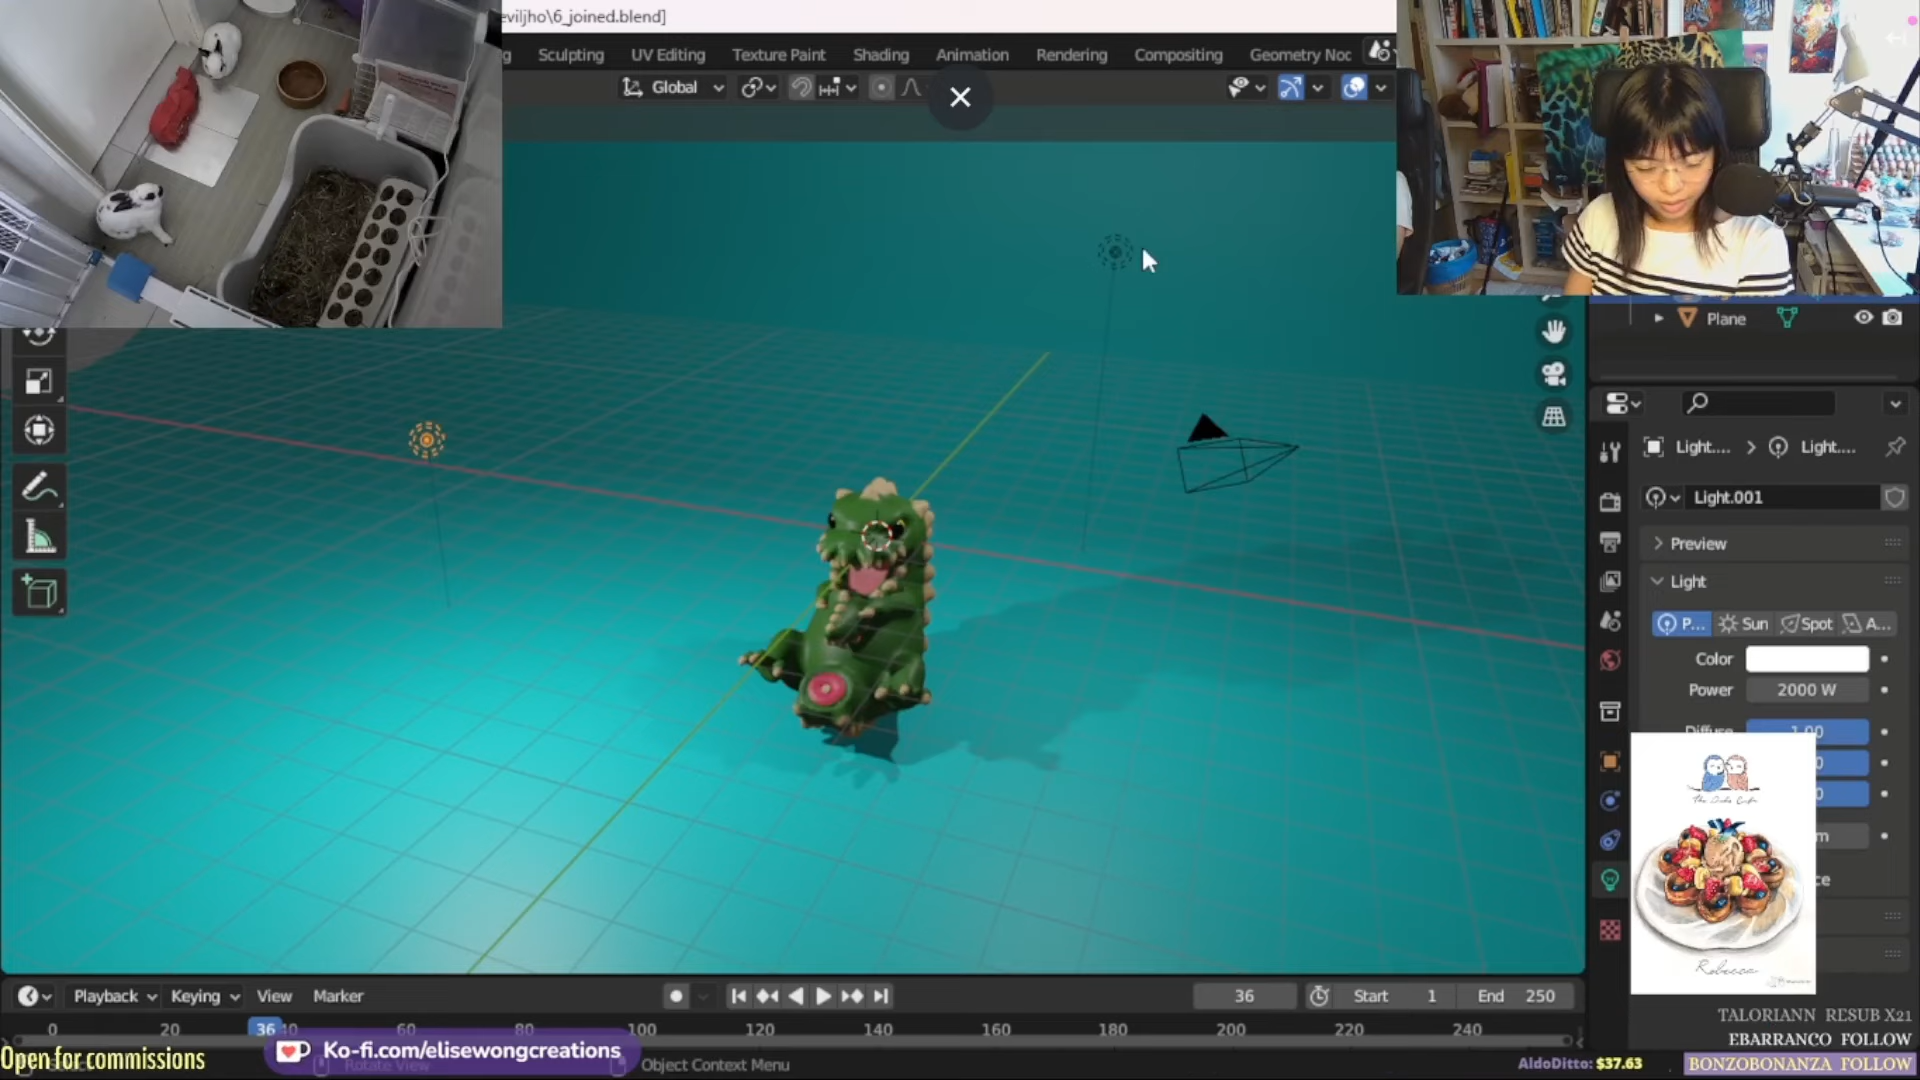 eviljho\6_joined.blend]
g Sculpting UV Editing Texture Paint Shading Animation Rendering Compositing Geometry Noc
Global
Plane
Light.... Light....
Light.001
Preview
Light
P... Sun Spot A...
Color
Power 2000 W
Diffuse 1.00
0
0
m
ce
Rebecca
Playback Keying View Marker
36 Start 1 End 250
0 20 36 40 60 80 100 120 140 160 180 200 220 240
Open for commissions
Ko-fi.com/elisewongcreations
Rotate View
Object Context Menu
TALORIANN RESUB X21
EBARRANCO FOLLOW
AldoDitto: $37.63
BONZOBONANZA FOLLOW